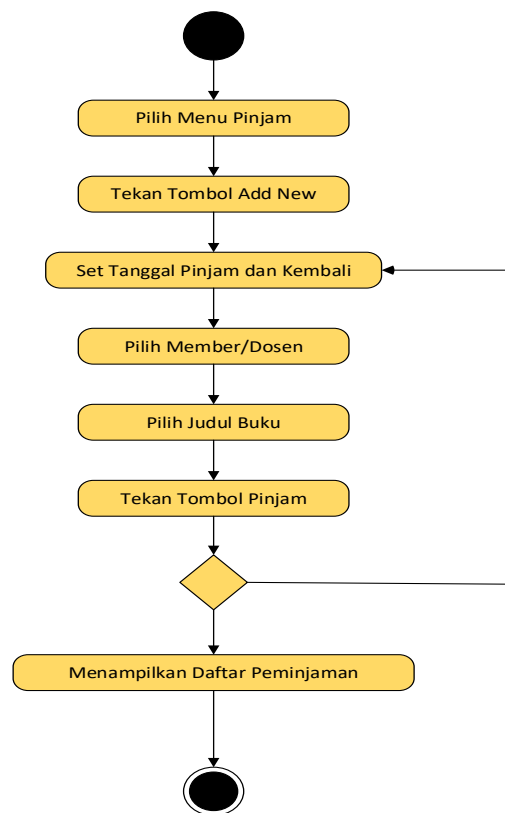 Pilih Menu Pinjam
Tekan Tombol Add New
Set Tanggal Pinjam dan Kembali
Pilih Member/Dosen
Pilih Judul Buku
Tekan Tombol Pinjam
Menampilkan Daftar Peminjaman